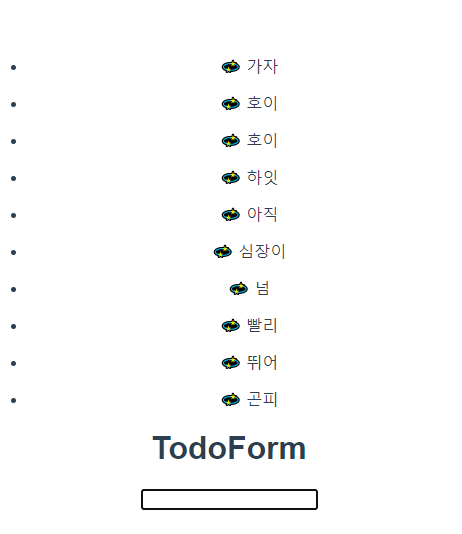 💫 가자
💫 호이
💫 호이
💫 하잇
💫 아직
💫 심장이
💫 넘
💫 빨리
💫 뛰어
💫 곤피
TodoForm